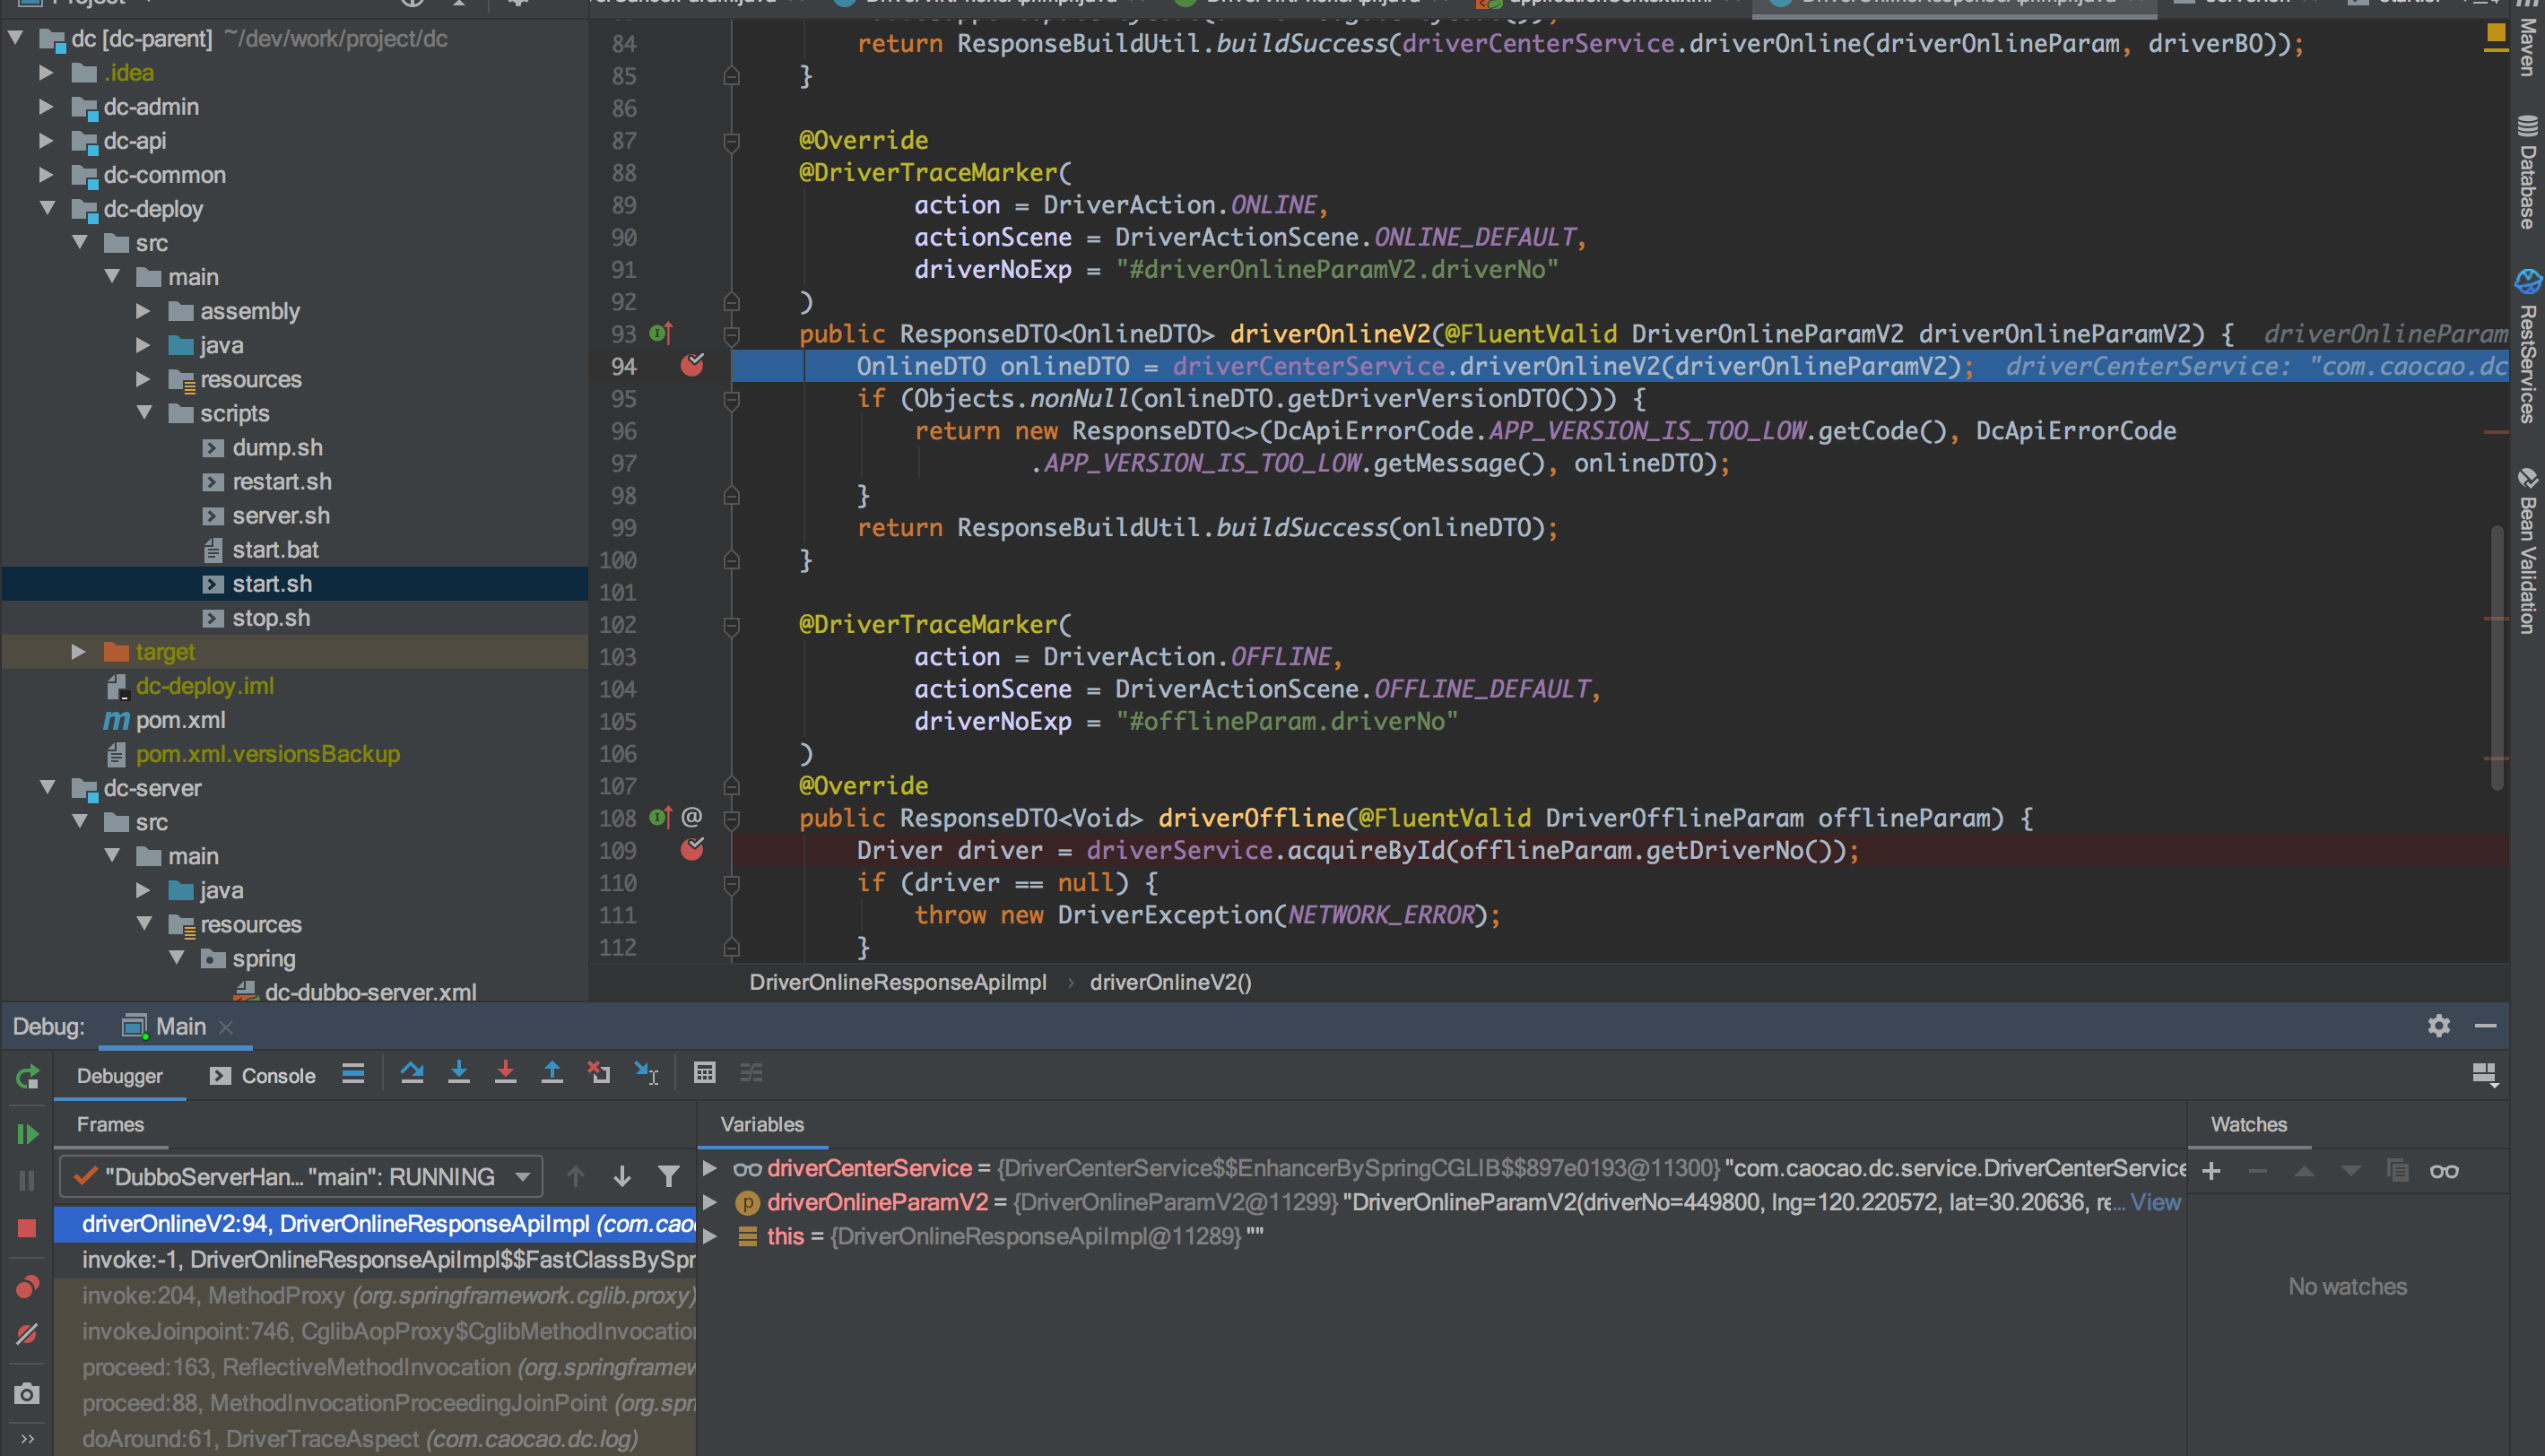 Project
applicationContext.xml
dc [dc-parent] ~/dev/work/project/dc
.idea
dc-admin
dc-api
dc-common
dc-deploy
src
main
assembly
java
resources
scripts
dump.sh
restart.sh
server.sh
start.bat
start.sh
stop.sh
target
dc-deploy.iml
pom.xml
pom.xml.versionsBackup
dc-server
src
main
java
resources
spring
dc-dubbo-server.xml
84 return ResponseBuildUtil.buildSuccess(driverCenterService.driverOnline(driverOnlineParam, driverBO));
85 }
86
87 @Override
88 @DriverTraceMarker(
89 action = DriverAction.ONLINE,
90 actionScene = DriverActionScene.ONLINE_DEFAULT,
91 driverNoExp = "#driverOnlineParamV2.driverNo"
92 )
93 public ResponseDTO<OnlineDTO> driverOnlineV2(@FluentValid DriverOnlineParamV2 driverOnlineParamV2) { driverOnlineParam
94 OnlineDTO onlineDTO = driverCenterService.driverOnlineV2(driverOnlineParamV2); driverCenterService: "com.caocao.dc
95 if (Objects.nonNull(onlineDTO.getDriverVersionDTO())) {
96 return new ResponseDTO<>(DcApiErrorCode.APP_VERSION_IS_TOO_LOW.getCode(), DcApiErrorCode
97 .APP_VERSION_IS_TOO_LOW.getMessage(), onlineDTO);
98 }
99 return ResponseBuildUtil.buildSuccess(onlineDTO);
100 }
101
102 @DriverTraceMarker(
103 action = DriverAction.OFFLINE,
104 actionScene = DriverActionScene.OFFLINE_DEFAULT,
105 driverNoExp = "#offlineParam.driverNo"
106 )
107 @Override
108 @ public ResponseDTO<Void> driverOffline(@FluentValid DriverOfflineParam offlineParam) {
109 Driver driver = driverService.acquireById(offlineParam.getDriverNo());
110 if (driver == null) {
111 throw new DriverException(NETWORK_ERROR);
112 }
DriverOnlineResponseApiImpl › driverOnlineV2()
Maven
Database
RestServices
Bean Validation
Debug: Main
Debugger Console
Frames
"DubboServerHan... "main": RUNNING
driverOnlineV2:94, DriverOnlineResponseApiImpl (com.cao
invoke:-1, DriverOnlineResponseApiImpl$$FastClassBySpr
invoke:204, MethodProxy (org.springframework.cglib.proxy)
invokeJoinpoint:746, CglibAopProxy$CglibMethodInvocation
proceed:163, ReflectiveMethodInvocation (org.springframew
proceed:88, MethodInvocationProceedingJoinPoint (org.spr
doAround:61, DriverTraceAspect (com.caocao.dc.log)
Variables
driverCenterService = {DriverCenterService$$EnhancerBySpringCGLIB$$897e0193@11300} "com.caocao.dc.service.DriverCenterService
driverOnlineParamV2 = {DriverOnlineParamV2@11299} "DriverOnlineParamV2(driverNo=449800, lng=120.220572, lat=30.20636, re... View
this = {DriverOnlineResponseApiImpl@11289} ""
Watches
No watches